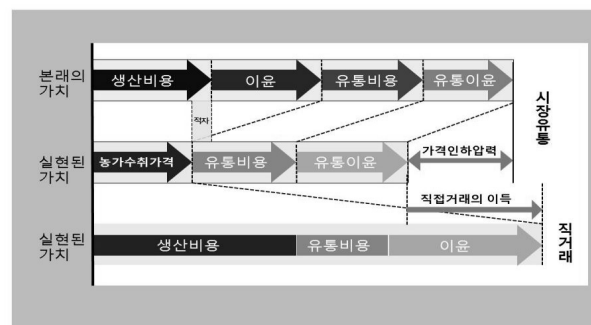 본래의
가치
생산비용
이윤
유통비용
유통이윤
적자
시장유통
실현된
가치
농가수취가격
유통비용
유통이윤
가격인하압력
직접거래의 이득
실현된
가치
생산비용
유통비용
이윤
직거래